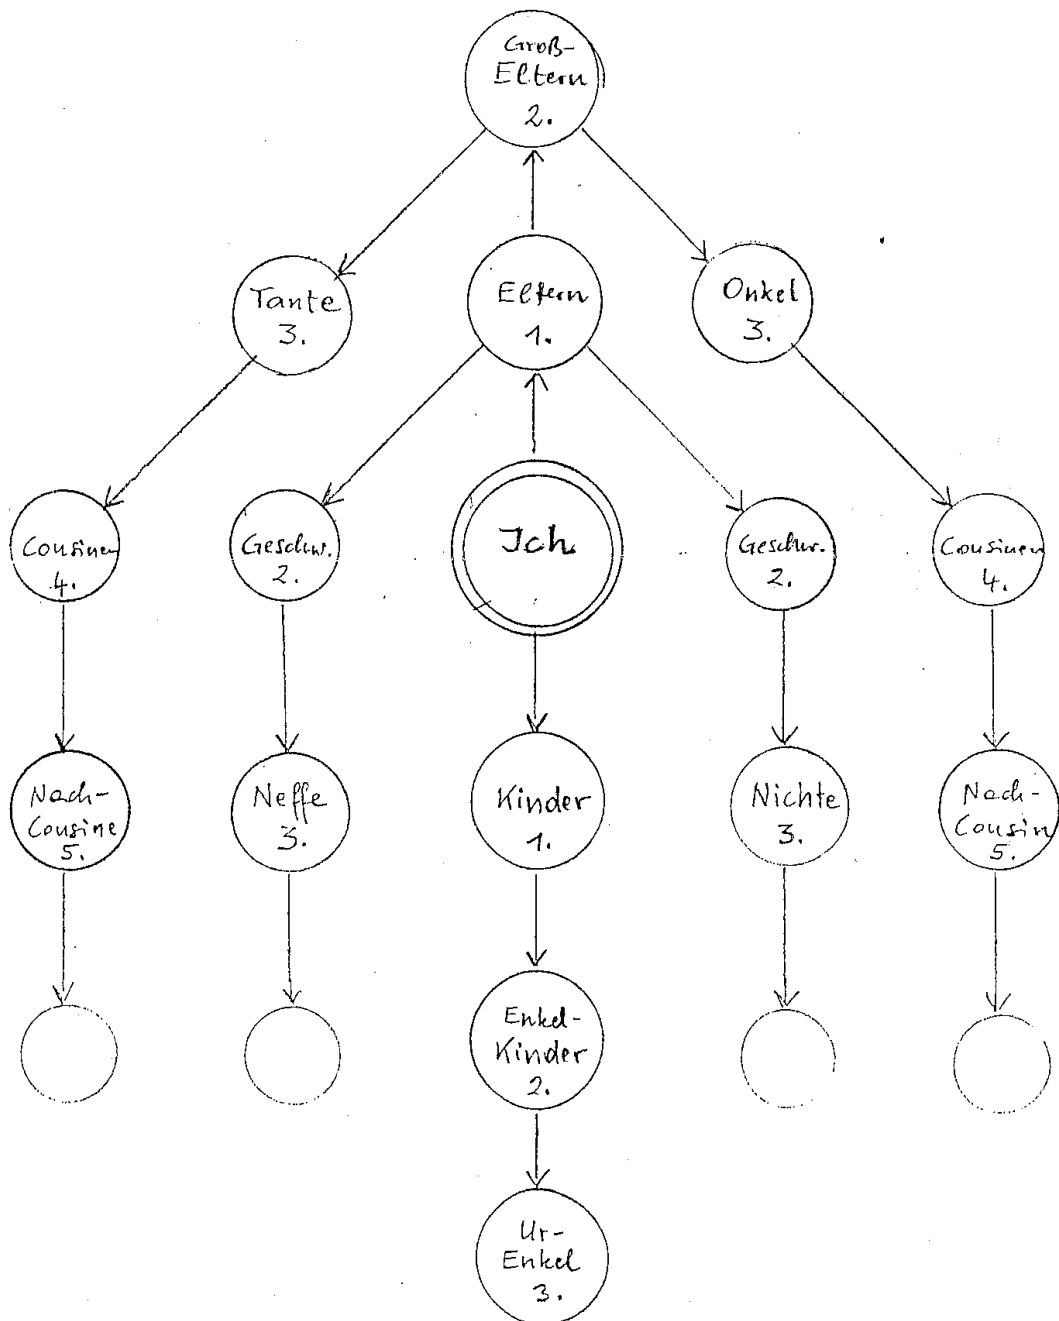 Groß-
Eltern
2.
Tante
3.
Eltern
1.
Onkel
3.
Cousinen
4.
Geschw.
2.
Ich
Geschw.
2.
Cousinen
4.
Nach-
Cousine
5.
Neffe
3.
Kinder
1.
Nichte
3.
Nach-
Cousin
5.
Enkel-
Kinder
2.
Ur-
Enkel
3.